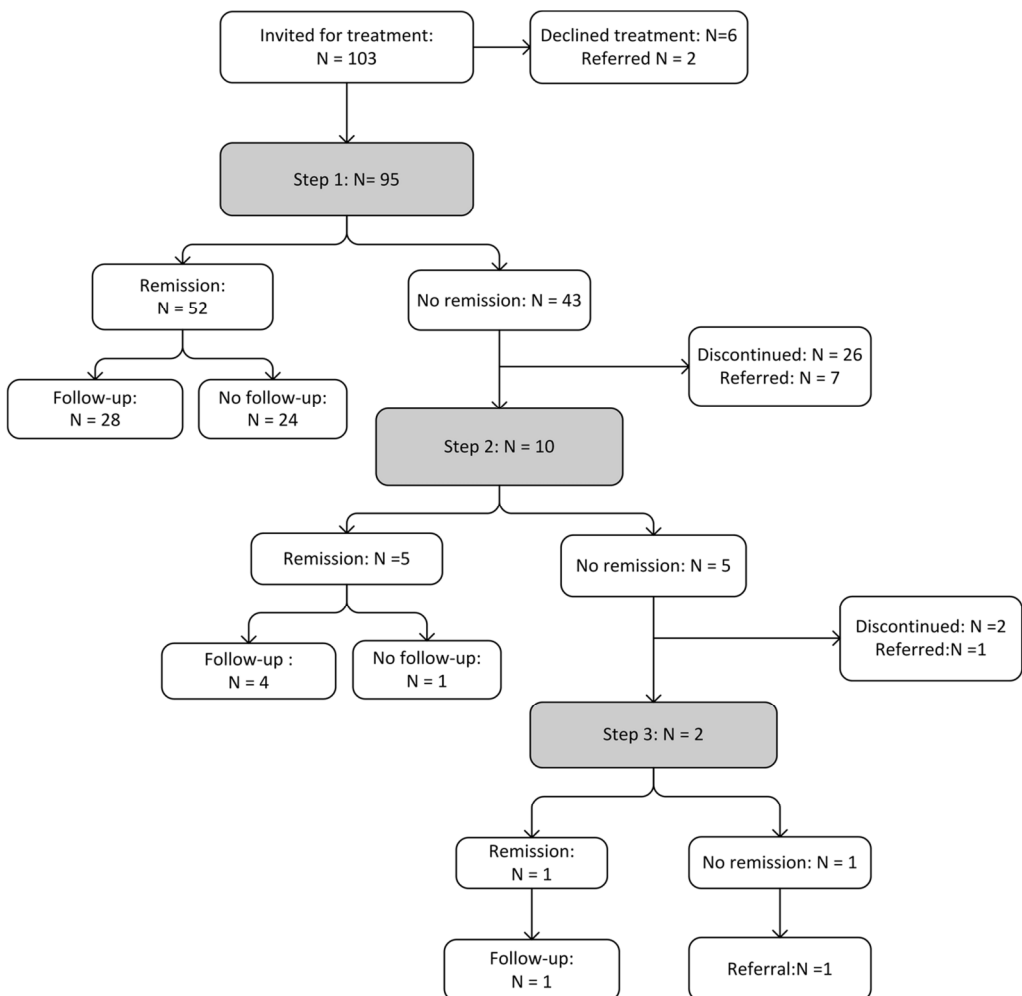 Invited for treatment:
N = 103
Declined treatment: N=6
Referred N = 2
Step 1: N= 95
Remission:
N = 52
No remission: N = 43
Discontinued: N = 26
Referred: N = 7
Follow-up:
N = 28
No follow-up:
N = 24
Step 2: N = 10
Remission: N =5
No remission: N = 5
Discontinued: N =2
Referred:N =1
Follow-up :
N = 4
No follow-up:
N = 1
Step 3: N = 2
Remission:
N = 1
No remission: N = 1
Follow-up:
N = 1
Referral:N =1